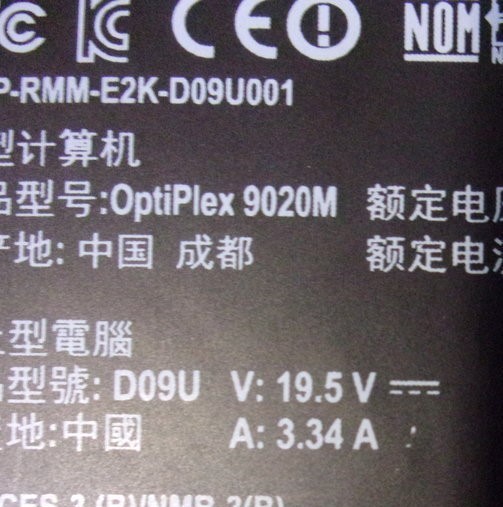 CE NOM
P-RMM-E2K-D09U001
型计算机
品型号:OptiPlex 9020M 额定电
产地: 中国 成都 额定电
型電腦
型號: D09U V: 19.5 V
地:中國 A: 3.34 A